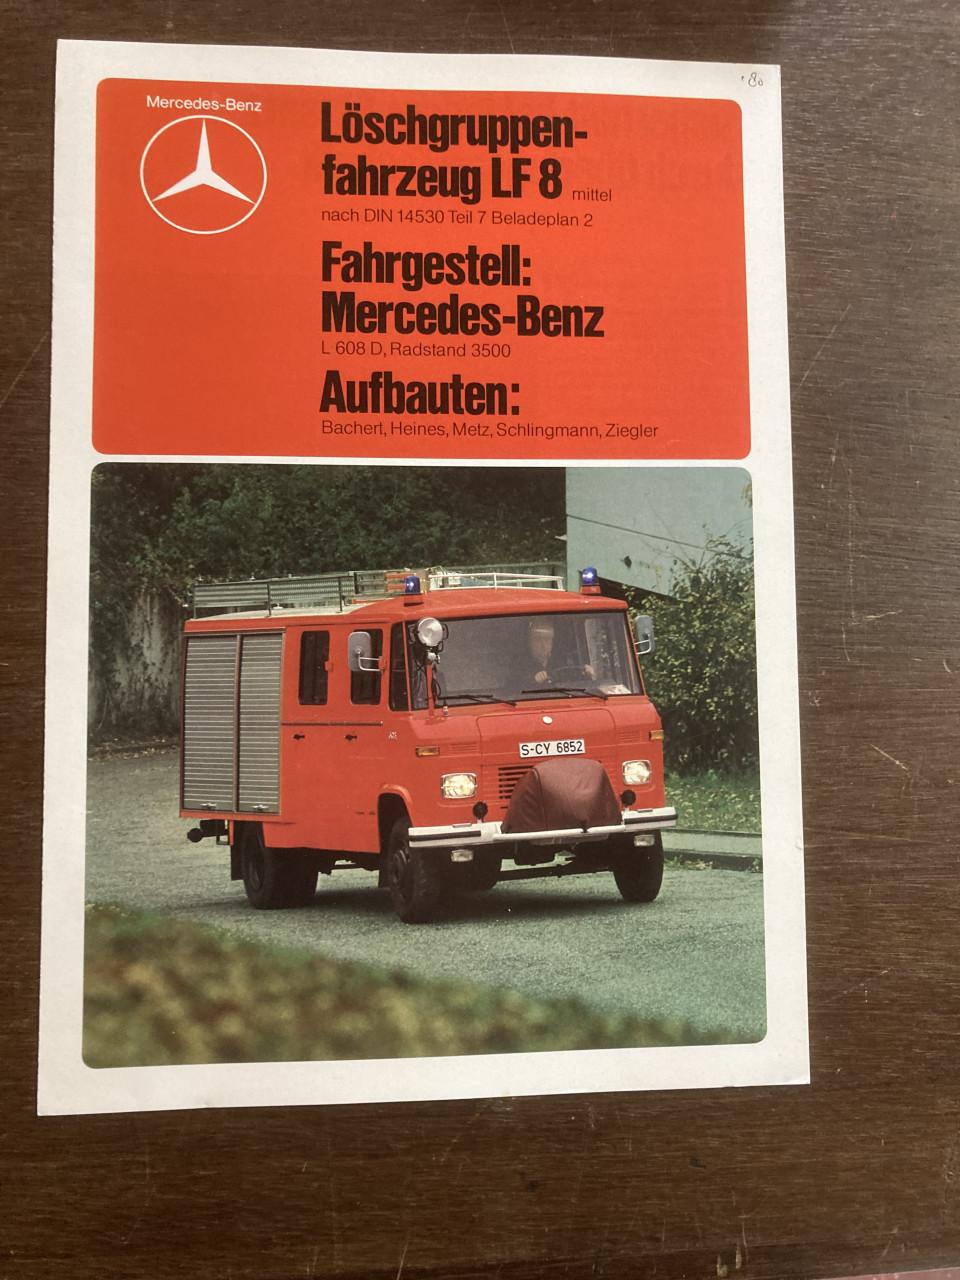 '80
Mercedes-Benz
Löschgruppen-
fahrzeug LF 8 mittel
nach DIN 14530 Teil 7 Beladeplan 2
Fahrgestell:
Mercedes-Benz
L 608 D, Radstand 3500
Aufbauten:
Bachert, Heines, Metz, Schlingmann, Ziegler
S-CY 6852